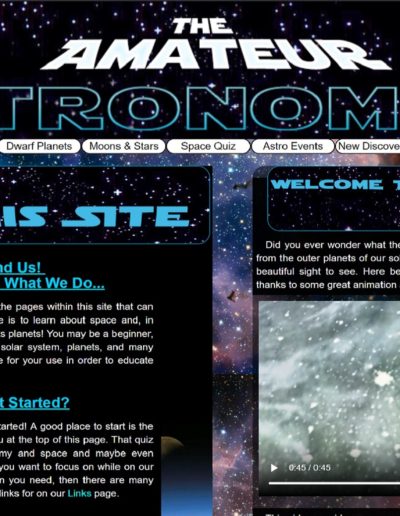 THE
AMATEUR
TRONOM
Dwarf Planets
Moons & Stars
Space Quiz
Astro Events
New Discove
IS SITE
WELCOME T
nd Us!
What We Do...
the pages within this site that can
e is to learn about space and, in
ts planets! You may be a beginner,
solar system, planets, and many
e for your use in order to educate
t Started?
tarted! A good place to start is the
u at the top of this page. That quiz
my and space and maybe even
you want to focus on while on our
n you need, then there are many
links for on our Links page.
Did you ever wonder what the
from the outer planets of our so
beautiful sight to see. Here be
thanks to some great animation
0:45 / 0:45